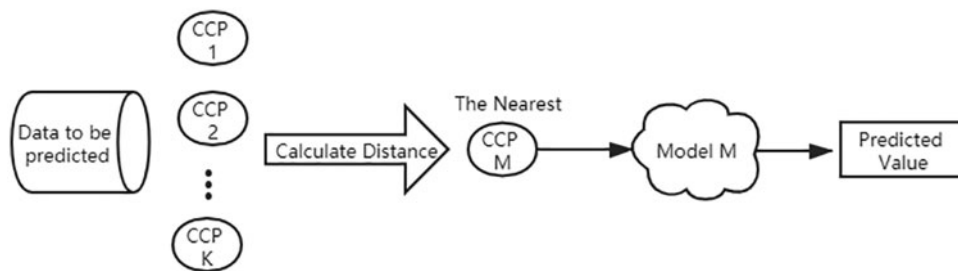 CCP
1
Data to be
predicted
CCP
2
CCP
K
Calculate Distance
The Nearest
CCP
M
Model M
Predicted
Value